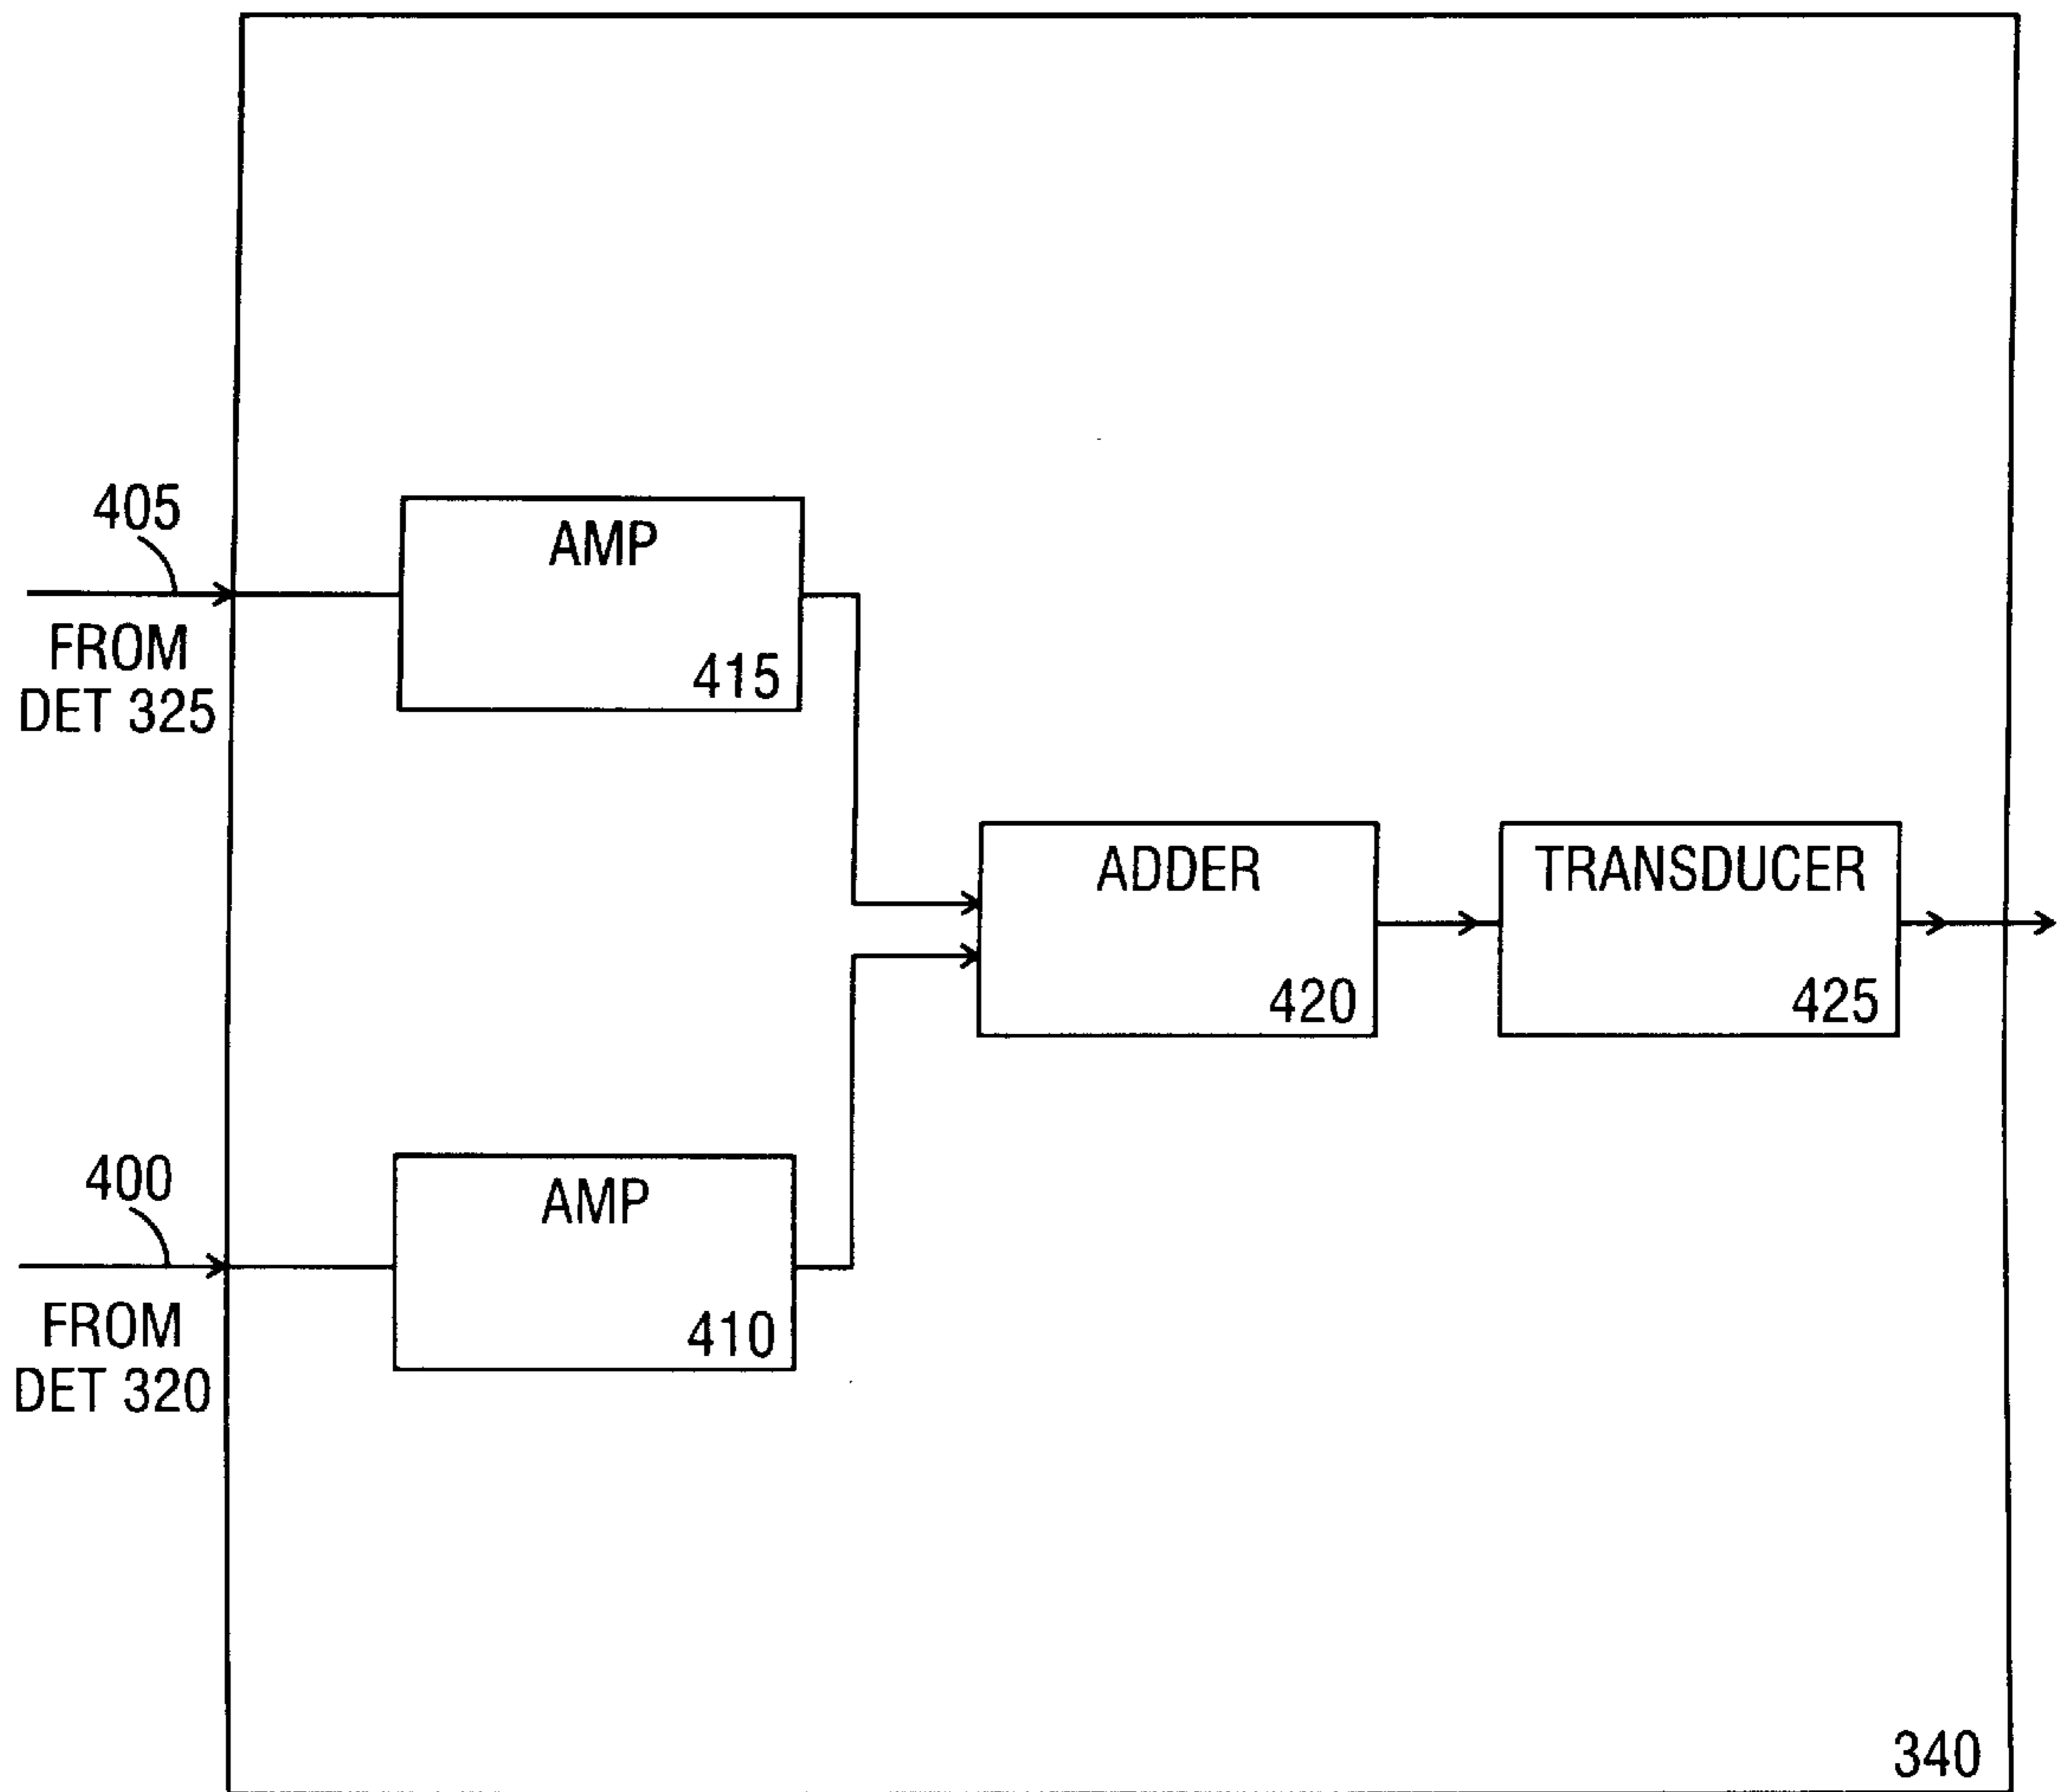 405
FROM
DET 325
AMP
415
ADDER
420
TRANSDUCER
425
400
FROM
DET 320
AMP
410
340